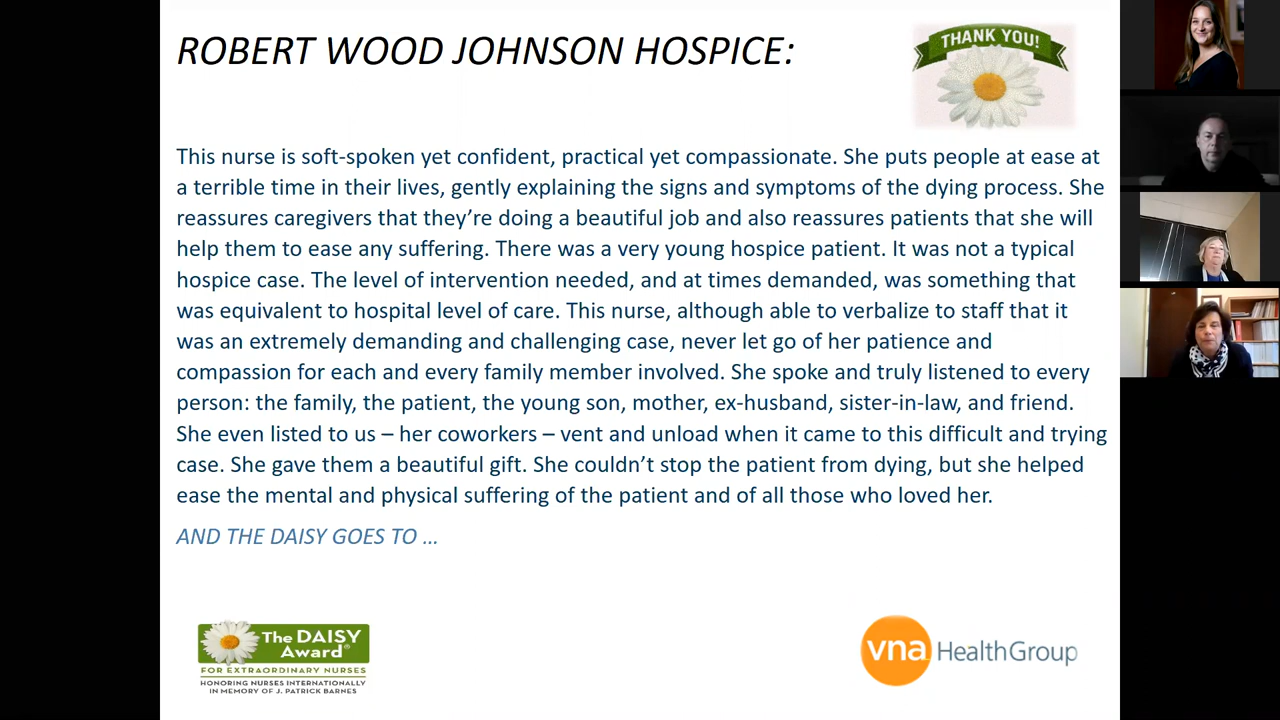 ROBERT WOOD JOHNSON HOSPICE:
THANK YOU!
This nurse is soft-spoken yet confident, practical yet compassionate. She puts people at ease at
a terrible time in their lives, gently explaining the signs and symptoms of the dying process. She
reassures caregivers that they’re doing a beautiful job and also reassures patients that she will
help them to ease any suffering. There was a very young hospice patient. It was not a typical
hospice case. The level of intervention needed, and at times demanded, was something that
was equivalent to hospital level of care. This nurse, although able to verbalize to staff that it
was an extremely demanding and challenging case, never let go of her patience and
compassion for each and every family member involved. She spoke and truly listened to every
person: the family, the patient, the young son, mother, ex-husband, sister-in-law, and friend.
She even listed to us – her coworkers – vent and unload when it came to this difficult and trying
case. She gave them a beautiful gift. She couldn’t stop the patient from dying, but she helped
ease the mental and physical suffering of the patient and of all those who loved her.
AND THE DAISY GOES TO …
The DAISY
Award®
FOR EXTRAORDINARY NURSES
HONORING NURSES INTERNATIONALLY
IN MEMORY OF J. PATRICK BARNES
vna HealthGroup